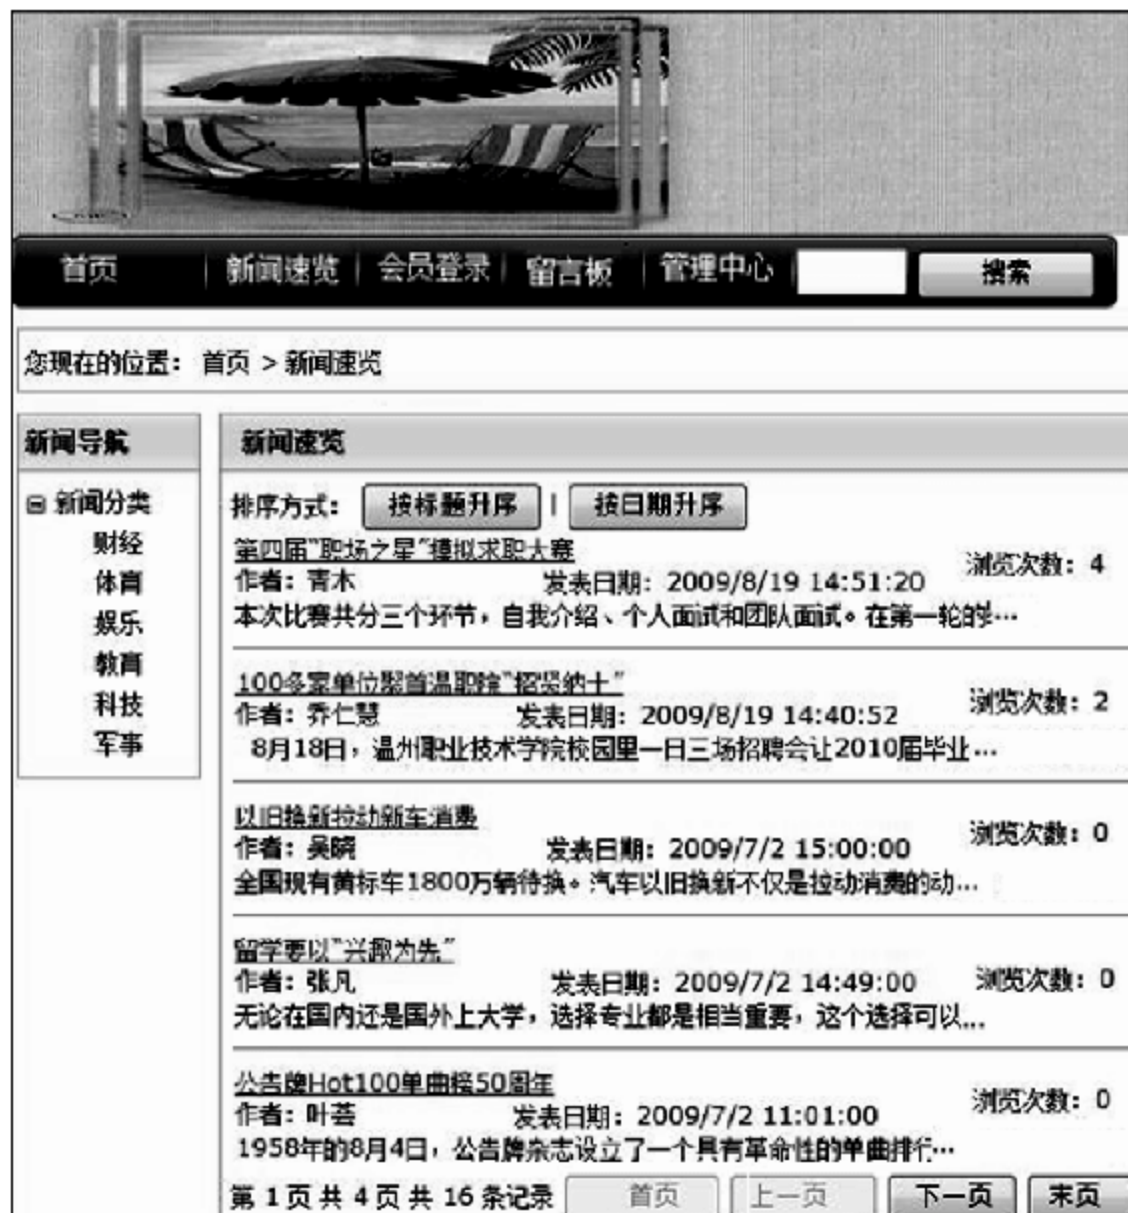 首页 新闻速览 会员登录 留言板 管理中心 搜索
您现在的位置： 首页 > 新闻速览
新闻导航
新闻分类
财经
体育
娱乐
教育
科技
军事
新闻速览
排序方式： 按标题升序 | 按日期升序
第四届"职场之星"模拟求职大赛
浏览次数：4
作者：青木 发表日期：2009/8/19 14:51:20
本次比赛共分三个环节，自我介绍、个人面试和团队面试。在第一轮的…
100多家单位聚首温职院"招贤纳士"
浏览次数：2
作者：乔仁慧 发表日期：2009/8/19 14:40:52
8月18日，温州职业技术学院校园里一日三场招聘会让2010届毕业…
以旧换新拉动新车消费
浏览次数：0
作者：吴晓 发表日期：2009/7/2 15:00:00
全国现有黄标车1800万辆待换。汽车以旧换新不仅是拉动消费的动…
留学要以"兴趣为先"
浏览次数：0
作者：张凡 发表日期：2009/7/2 14:49:00
无论在国内还是国外上大学，选择专业都是相当重要，这个选择可以…
公告牌Hot100单曲榜50周年
浏览次数：0
作者：叶荟 发表日期：2009/7/2 11:01:00
1958年的8月4日，公告牌杂志设立了一个具有革命性的单曲排行…
第 1 页 共 4 页 共 16 条记录 首页 上一页 下一页 末页